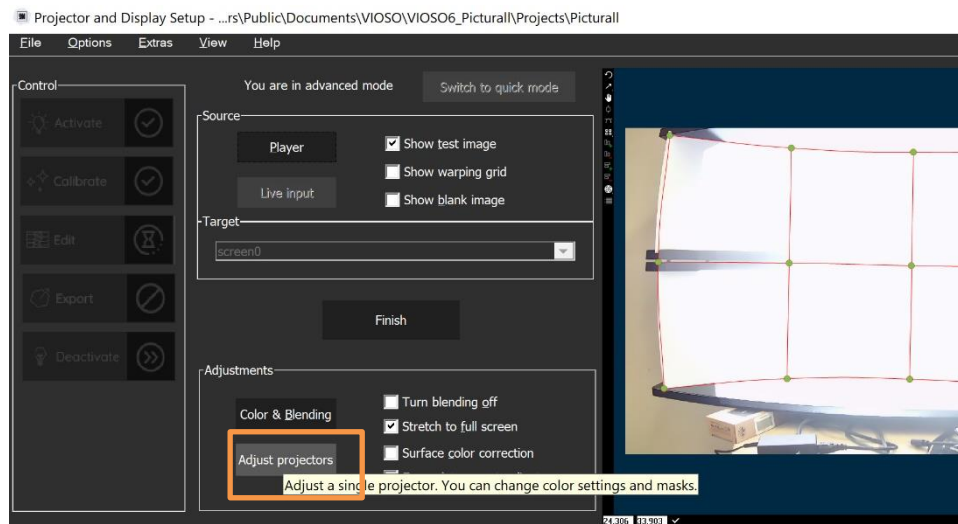 Projector and Display Setup - ...rs\Public\Documents\VIOSO\VIOSO6_Picturall\Projects\Picturall
File Options Extras View Help
Control
You are in advanced mode
Switch to quick mode
Activate
Calibrate
Edit
Export
Deactivate
Source
Player
Live input
Show test image
Show warping grid
Show blank image
Target
screen0
Finish
Adjustments
Color & Blending
Adjust projectors
Turn blending off
Stretch to full screen
Surface color correction
Adjust a single projector. You can change color settings and masks.
24.306 33.903